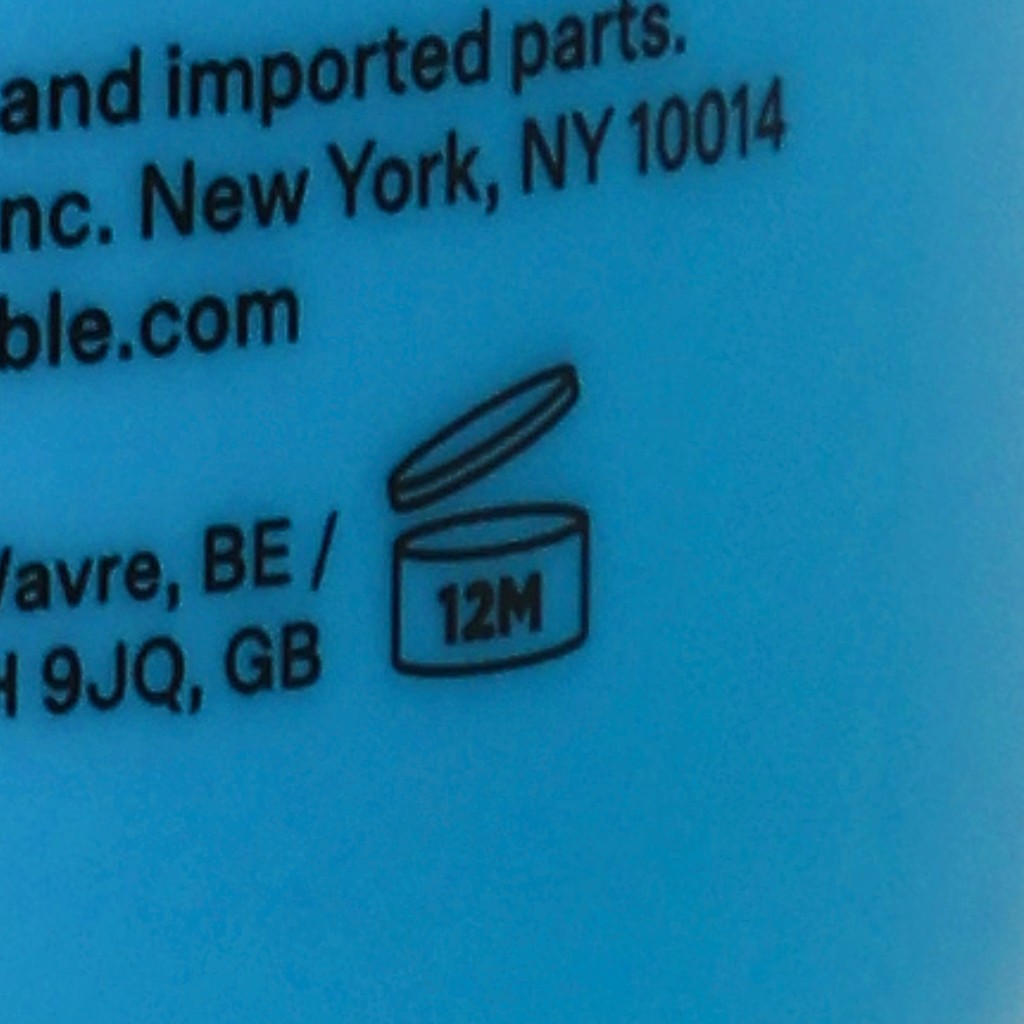 and imported parts.
nc. New York, NY 10014
ble.com
avre, BE /
9JQ, GB
12M